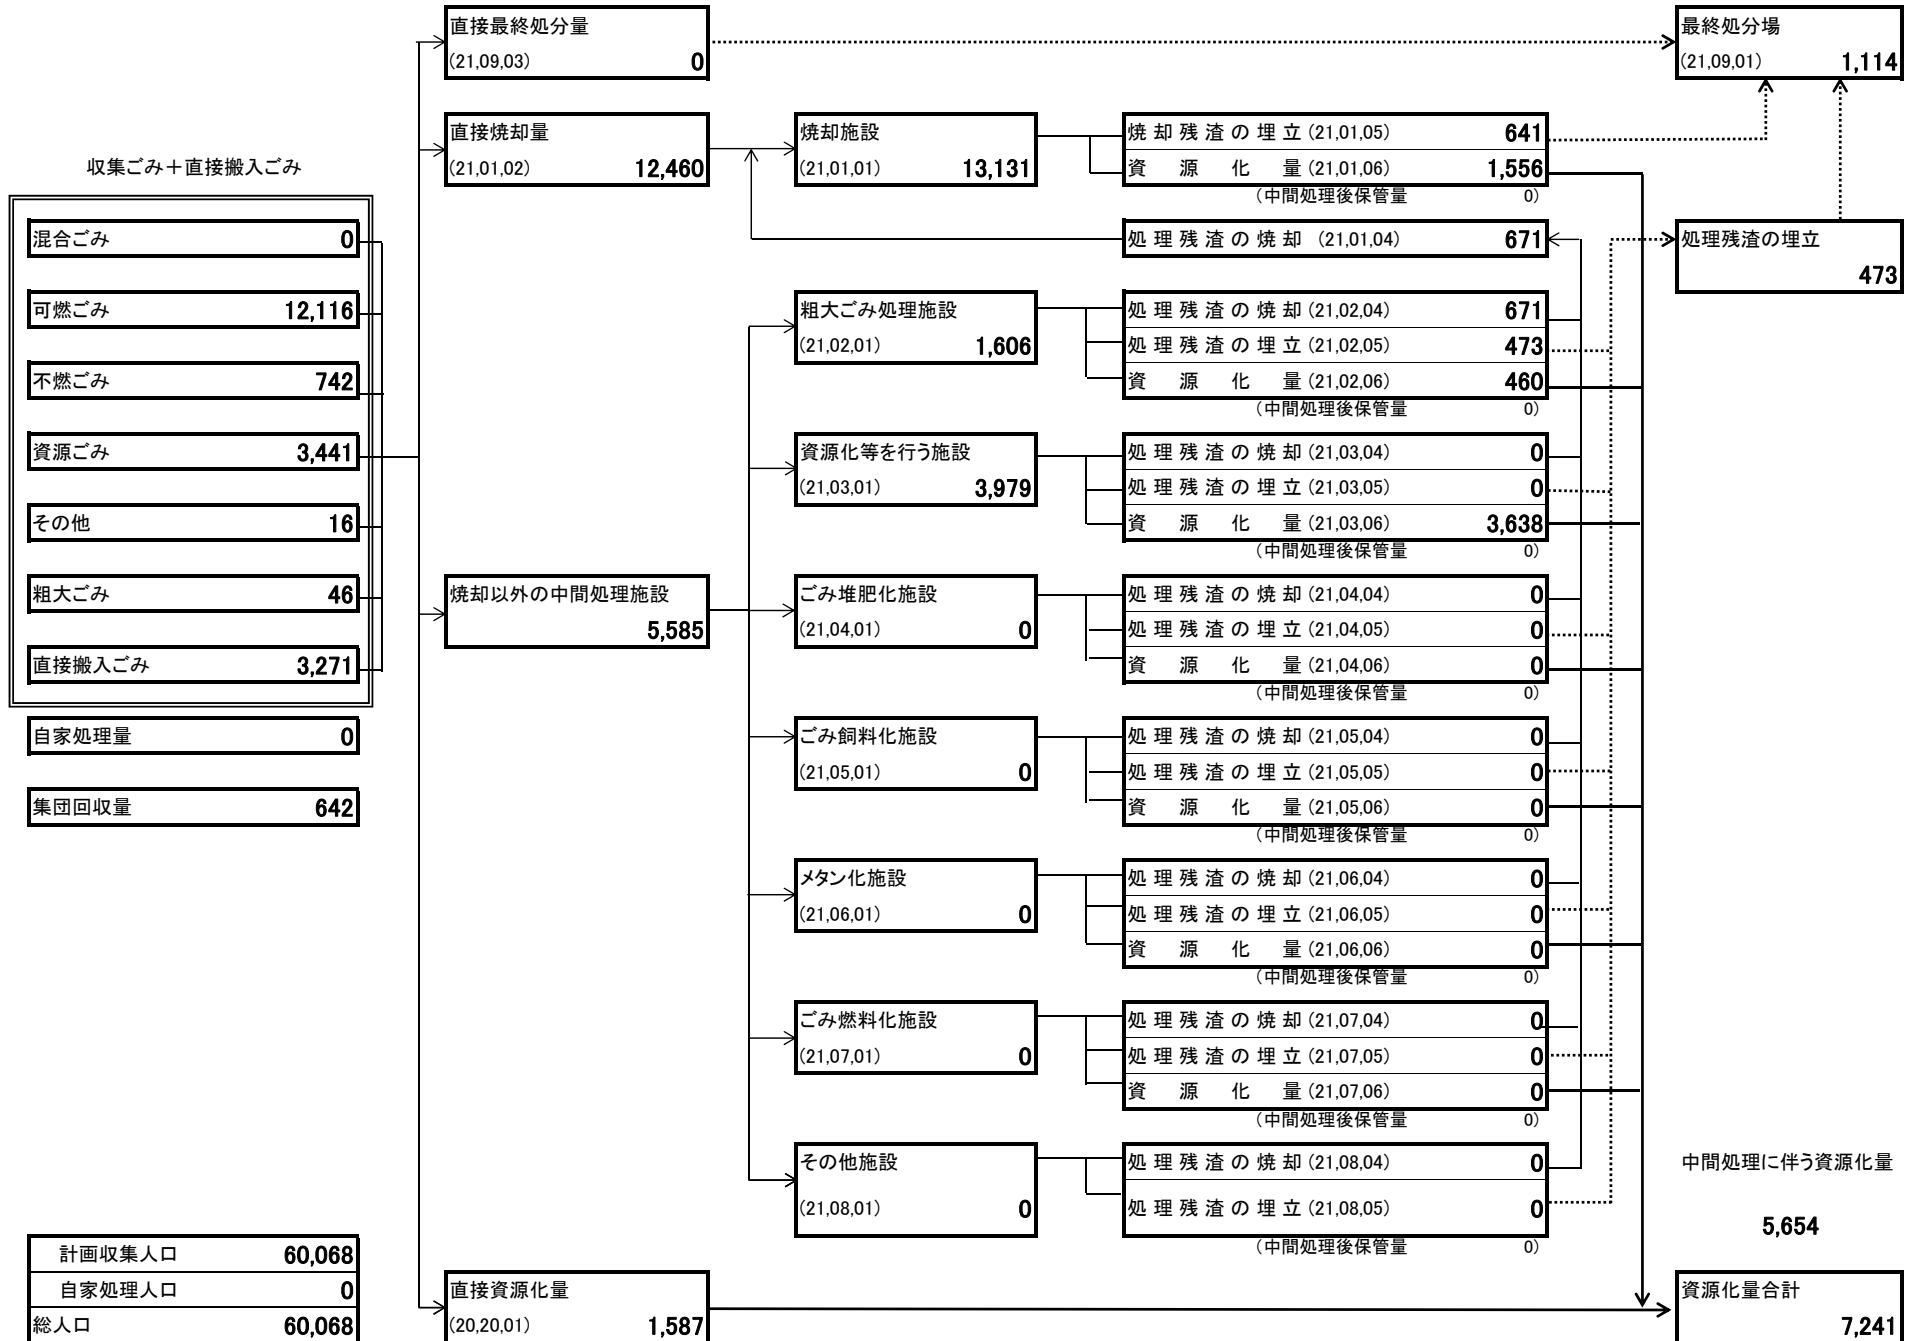 直接最終処分量
(21,09,03) 0
最終処分場
(21,09,01) 1,114
収集ごみ＋直接搬入ごみ
混合ごみ 0
可燃ごみ 12,116
不燃ごみ 742
資源ごみ 3,441
その他 16
粗大ごみ 46
直接搬入ごみ 3,271
自家処理量 0
集団回収量 642
計画収集人口 60,068
自家処理人口 0
総人口 60,068
直接焼却量
(21,01,02) 12,460
焼却以外の中間処理施設
5,585
直接資源化量
(20,20,01) 1,587
焼却施設
(21,01,01) 13,131
焼却残渣の埋立(21,01,05) 641
資源化量(21,01,06) 1,556
(中間処理後保管量 0)
処理残渣の焼却 (21,01,04) 671
粗大ごみ処理施設
(21,02,01) 1,606
処理残渣の焼却(21,02,04) 671
処理残渣の埋立(21,02,05) 473
資源化量(21,02,06) 460
(中間処理後保管量 0)
資源化等を行う施設
(21,03,01) 3,979
処理残渣の焼却(21,03,04) 0
処理残渣の埋立(21,03,05) 0
資源化量(21,03,06) 3,638
(中間処理後保管量 0)
ごみ堆肥化施設
(21,04,01) 0
処理残渣の焼却(21,04,04) 0
処理残渣の埋立(21,04,05) 0
資源化量(21,04,06) 0
(中間処理後保管量 0)
ごみ飼料化施設
(21,05,01) 0
処理残渣の焼却(21,05,04) 0
処理残渣の埋立(21,05,05) 0
資源化量(21,05,06) 0
(中間処理後保管量 0)
メタン化施設
(21,06,01) 0
処理残渣の焼却(21,06,04) 0
処理残渣の埋立(21,06,05) 0
資源化量(21,06,06) 0
(中間処理後保管量 0)
ごみ燃料化施設
(21,07,01) 0
処理残渣の焼却(21,07,04) 0
処理残渣の埋立(21,07,05) 0
資源化量(21,07,06) 0
(中間処理後保管量 0)
その他施設
(21,08,01) 0
処理残渣の焼却(21,08,04) 0
処理残渣の埋立(21,08,05) 0
(中間処理後保管量 0)
処理残渣の埋立
473
中間処理に伴う資源化量
5,654
資源化量合計
7,241